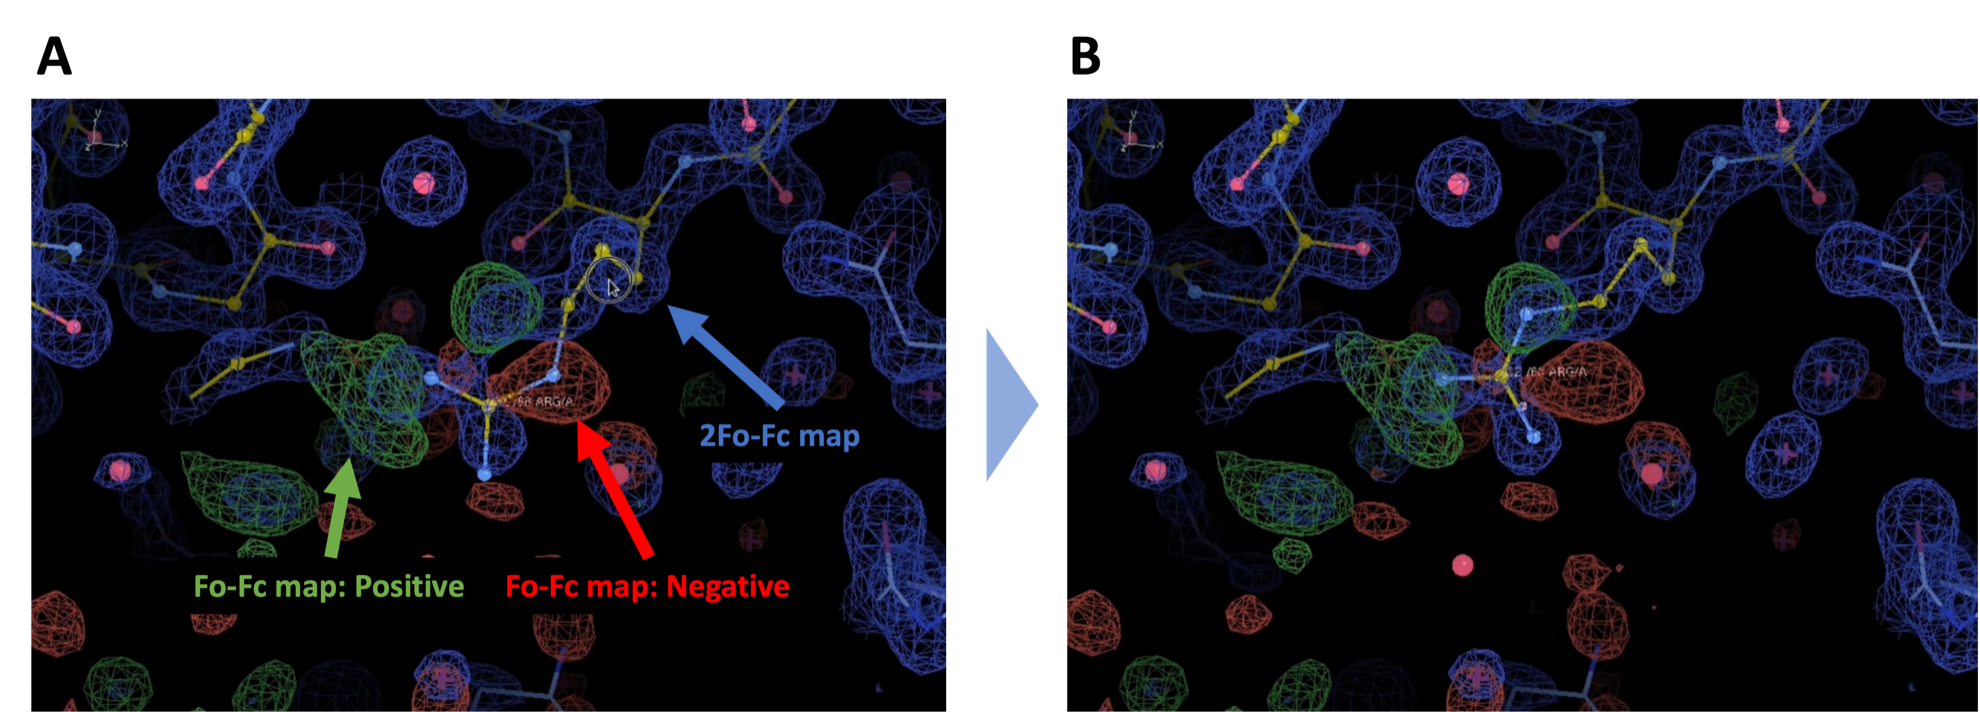 A
B
2Fo-Fc map
Fo-Fc map: Positive
Fo-Fc map: Negative